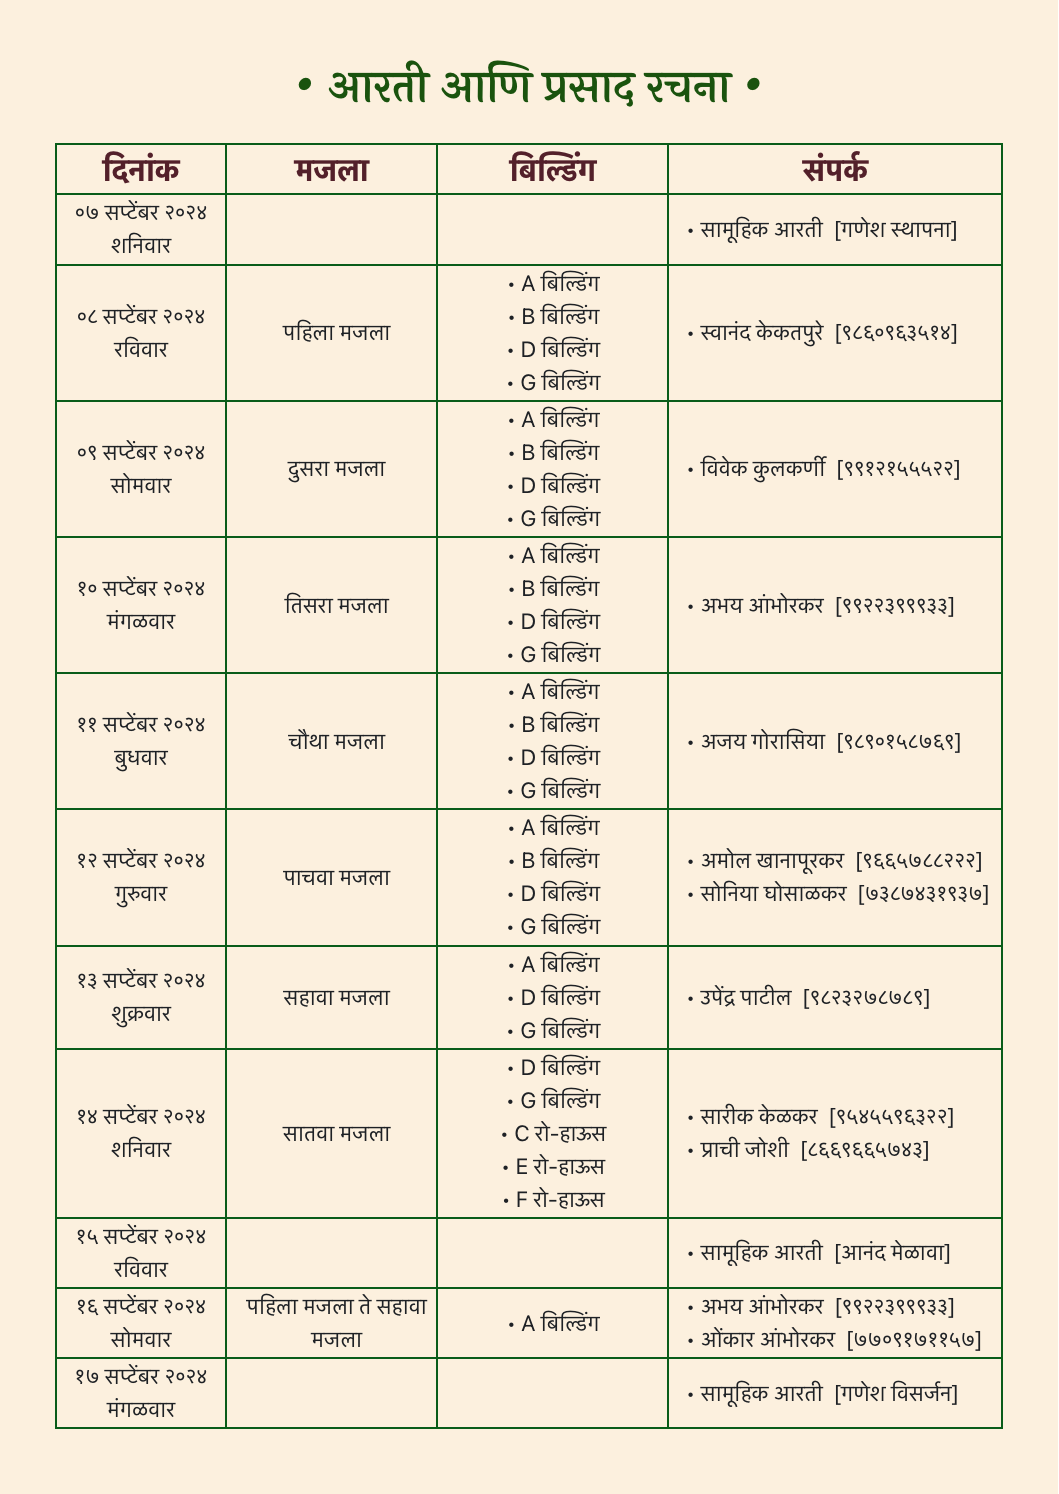 • आरती आणि प्रसाद रचना •
दिनांक मजला बिल्डिंग संपर्क
०७ सप्टेंबर २०२४
शनिवार
• सामूहिक आरती [गणेश स्थापना]
०८ सप्टेंबर २०२४
रविवार
पहिला मजला
• A बिल्डिंग
• B बिल्डिंग
• D बिल्डिंग
• G बिल्डिंग
• स्वानंद केकतपुरे [९८६०९६३५१४]
०९ सप्टेंबर २०२४
सोमवार
दुसरा मजला
• A बिल्डिंग
• B बिल्डिंग
• D बिल्डिंग
• G बिल्डिंग
• विवेक कुलकर्णी [९९१२१५५५२२]
१० सप्टेंबर २०२४
मंगळवार
तिसरा मजला
• A बिल्डिंग
• B बिल्डिंग
• D बिल्डिंग
• G बिल्डिंग
• अभय आंभोरकर [९९२२३९९९३३]
११ सप्टेंबर २०२४
बुधवार
चौथा मजला
• A बिल्डिंग
• B बिल्डिंग
• D बिल्डिंग
• G बिल्डिंग
• अजय गोरासिया [९८९०१५८७६९]
१२ सप्टेंबर २०२४
गुरुवार
पाचवा मजला
• A बिल्डिंग
• B बिल्डिंग
• D बिल्डिंग
• G बिल्डिंग
• अमोल खानापूरकर [९६६५७८८२२२]
• सोनिया घोसाळकर [७३८७४३१९३७]
१३ सप्टेंबर २०२४
शुक्रवार
सहावा मजला
• A बिल्डिंग
• D बिल्डिंग
• G बिल्डिंग
• उपेंद्र पाटील [९८२३२७८७८९]
१४ सप्टेंबर २०२४
शनिवार
सातवा मजला
• D बिल्डिंग
• G बिल्डिंग
• C रो-हाऊस
• E रो-हाऊस
• F रो-हाऊस
• सारीक केळकर [९५४५५९६३२२]
• प्राची जोशी [८६६९६६५७४३]
१५ सप्टेंबर २०२४
रविवार
• सामूहिक आरती [आनंद मेळावा]
१६ सप्टेंबर २०२४
सोमवार
पहिला मजला ते सहावा
मजला
• A बिल्डिंग
• अभय आंभोरकर [९९२२३९९९३३]
• ओंकार आंभोरकर [७७०९१७११५७]
१७ सप्टेंबर २०२४
मंगळवार
• सामूहिक आरती [गणेश विसर्जन]